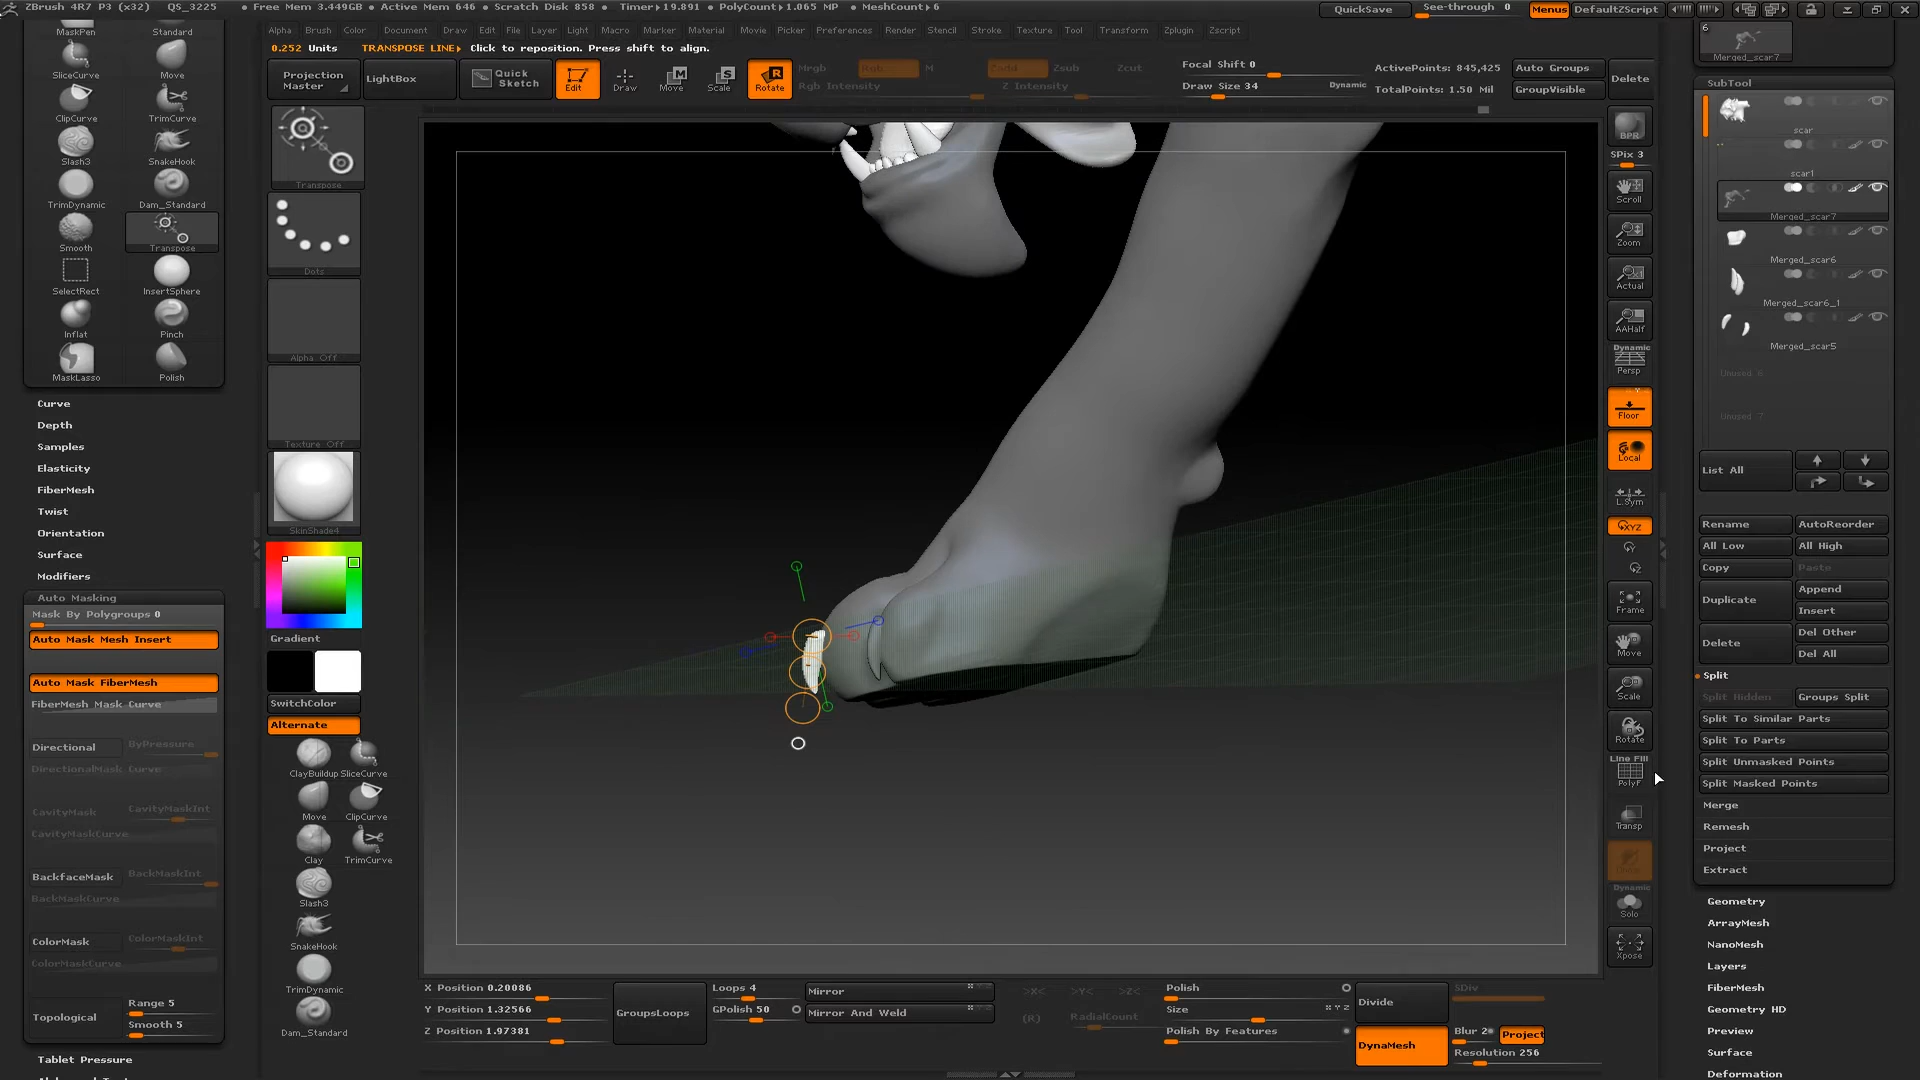 ZBrush 4R7 P3 (x32) QS_3225 • Free Mem 3.449GB • Active Mem 646 • Scratch Disk 858 • Timer▸19.891 • PolyCount▸1.065 MP • MeshCount▸6 QuickSave See-through 0 Menus DefaultZScript
Alpha Brush Color Document Draw Edit File Layer Light Macro Marker Material Movie Picker Preferences Render Stencil Stroke Texture Tool Transform Zplugin Zscript
0.252 Units TRANSPOSE LINE▸ Click to reposition. Press shift to align.
Projection Master LightBox Quick Sketch Edit Draw Move Scale Rotate
Mrgb Rgb M Zadd Zsub Zcut
Rgb Intensity Z Intensity
Focal Shift 0
Draw Size 34 Dynamic
ActivePoints: 845,425
TotalPoints: 1.50 Mil
Auto Groups
GroupVisible
Delete
MaskPen Standard
SliceCurve Move
ClipCurve TrimCurve
Slash3 SnakeHook
TrimDynamic Dam_Standard
Smooth Transpose
SelectRect InsertSphere
Inflat Pinch
MaskLasso Polish
Curve
Depth
Samples
Elasticity
FiberMesh
Twist
Orientation
Surface
Modifiers
Auto Masking
Mask By Polygroups 0
Auto Mask Mesh Insert
Auto Mask FiberMesh
FiberMesh Mask Curve
Directional ByPressure
DirectionalMask Curve
CavityMask CavityMaskInt
CavityMaskCurve
BackfaceMask BackMaskInt
BackMaskCurve
ColorMask ColorMaskInt
ColorMaskCurve
Topological
Range 5
Smooth 5
Tablet Pressure
Transpose
Dots
Alpha Off
Texture Off
SkinShade4
Gradient
SwitchColor
Alternate
ClayBuildup SliceCurve
Move ClipCurve
Clay TrimCurve
Slash3
SnakeHook
TrimDynamic
Dam_Standard
BPR
SPix 3
Scroll
Zoom
Actual
AAHalf
Dynamic
Persp
Floor
Local
L.Sym
XYZ
Frame
Move
Scale
Rotate
Line Fill
PolyF
Transp
Dynamic
Solo
Xpose
6
Merged_scar7
SubTool
scar
scar1
Merged_scar7
Merged_scar6
Merged_scar6_1
Merged_scar5
Unused 6
Unused 7
List All
Rename AutoReorder
All Low All High
Copy Paste
Duplicate Append
Insert
Delete Del Other
Del All
Split
Split Hidden Groups Split
Split To Similar Parts
Split To Parts
Split Unmasked Points
Split Masked Points
Merge
Remesh
Project
Extract
Geometry
ArrayMesh
NanoMesh
Layers
FiberMesh
Geometry HD
Preview
Surface
Deformation
X Position 0.20086
Y Position 1.32566
Z Position 1.97381
GroupsLoops
Loops 4
GPolish 50
Mirror
Mirror And Weld
>X< >Y< >Z<
(R) RadialCount
Polish
Size X Y Z
Polish By Features
Divide
DynaMesh
SDiv
Blur 2 Project
Resolution 256